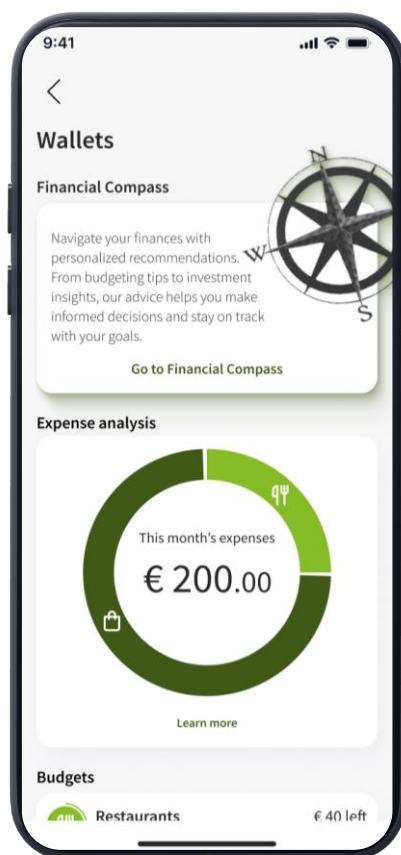 9:41
Wallets
Financial Compass
N
W
S
Navigate your finances with
personalized recommendations.
From budgeting tips to investment
insights, our advice helps you make
informed decisions and stay on track
with your goals.
Go to Financial Compass
Expense analysis
This month's expenses
€ 200.00
Learn more
Budgets
Restaurants
€ 40 left